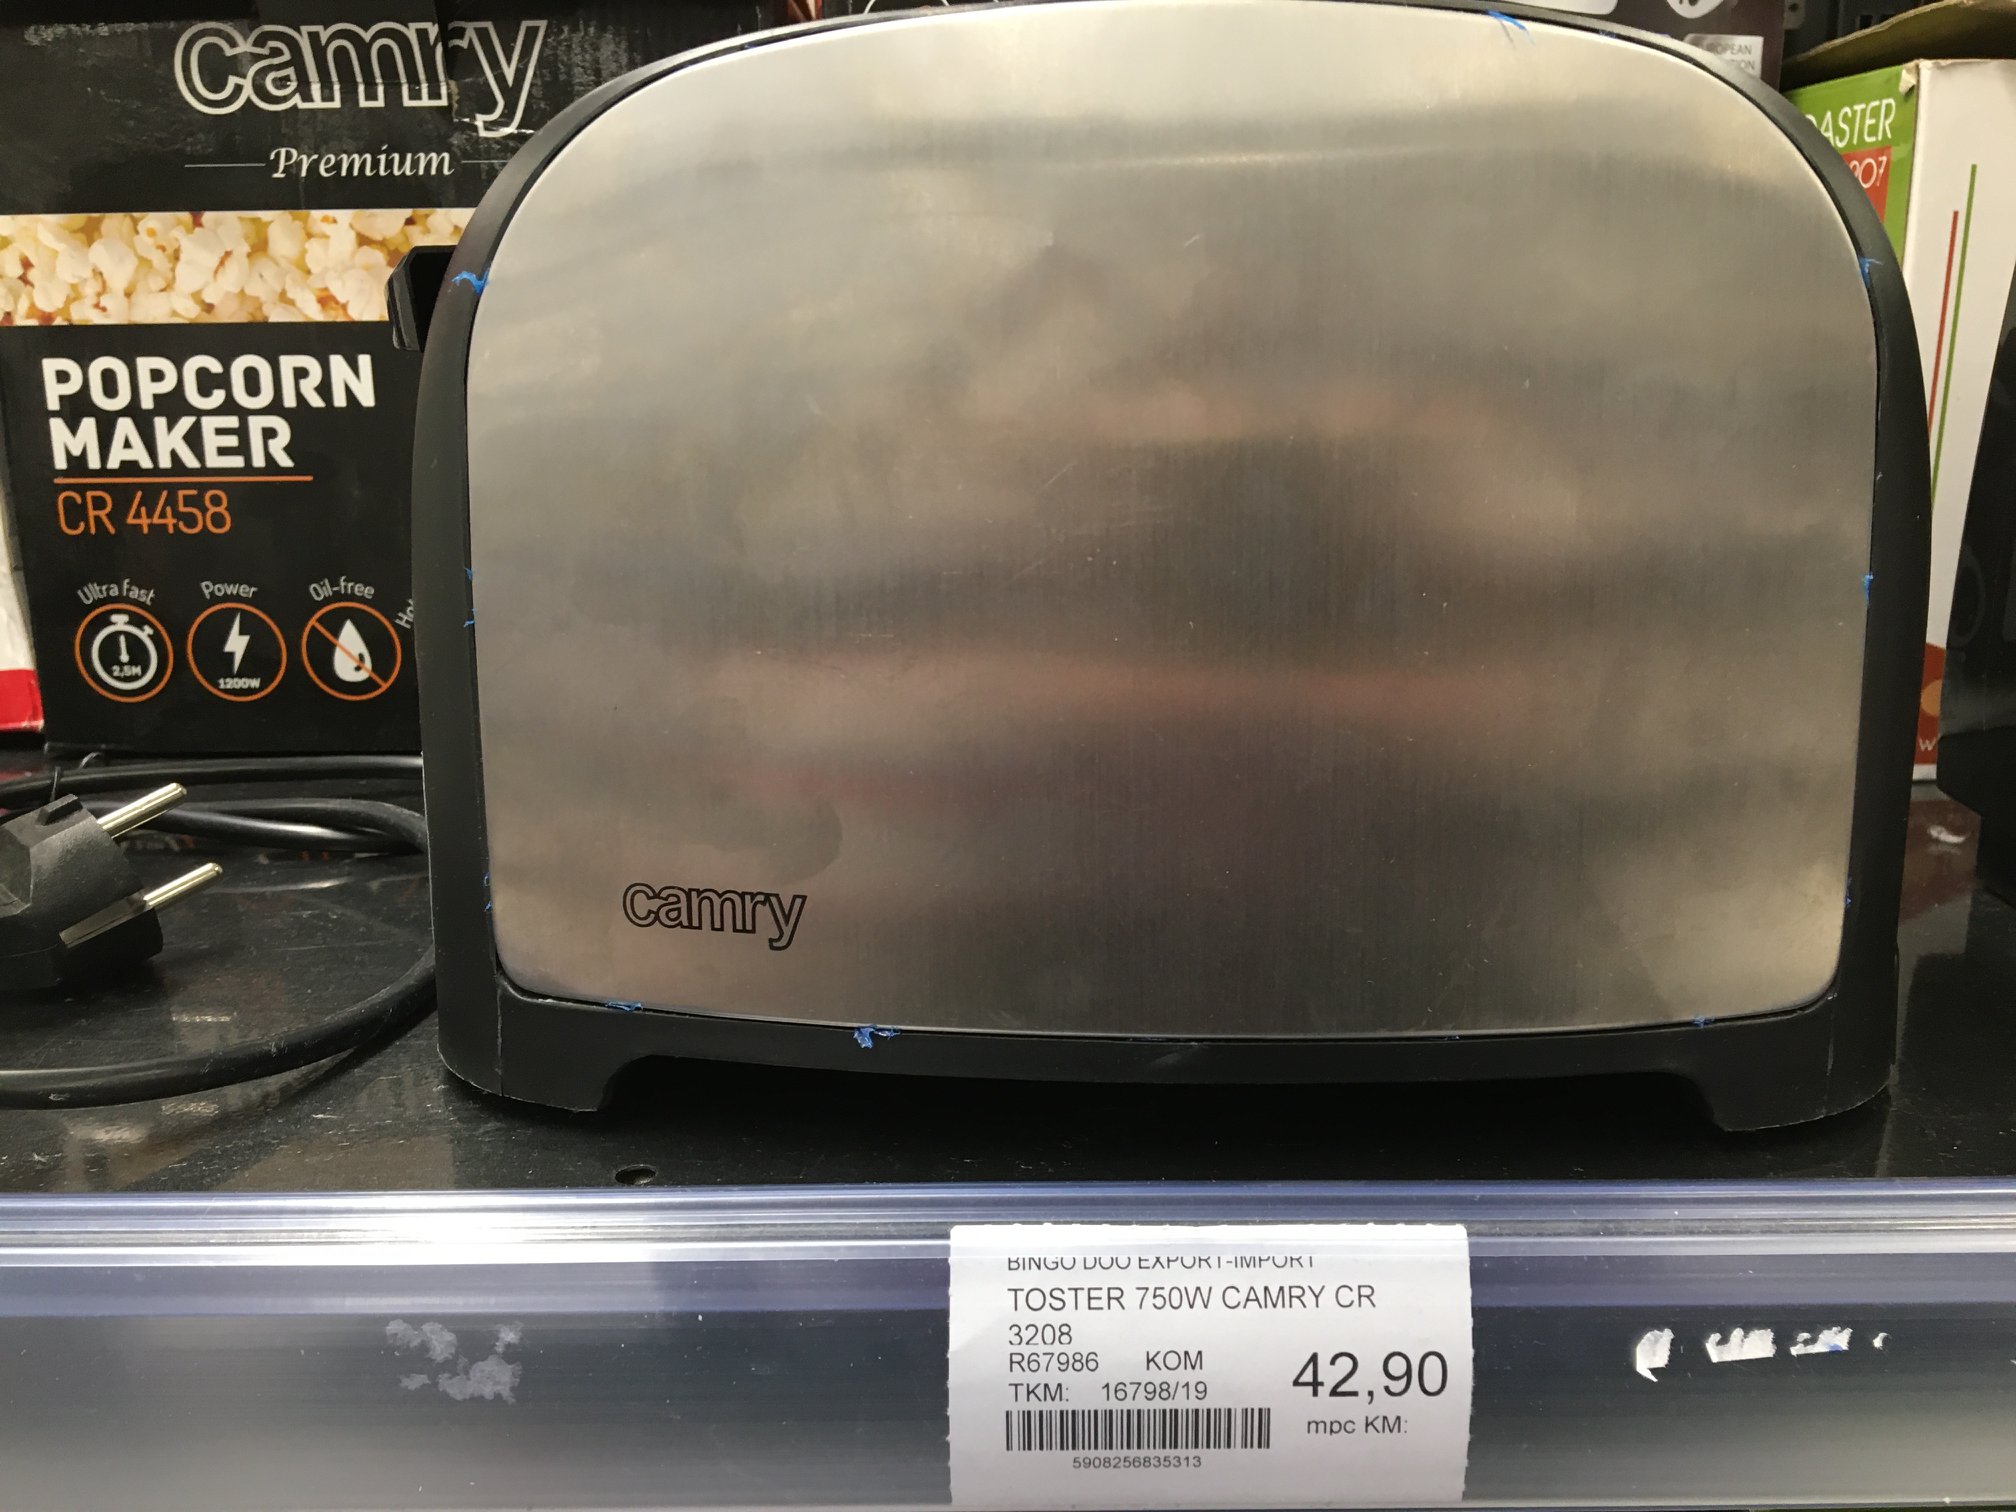 camry
Premium
POPCORN
MAKER
CR 4458
Ultra fast
Power
Oil-free
2,5M
1200W
camry
ASTER
BINGO DOO EXPORT-IMPORT
TOSTER 750W CAMRY CR
3208
R67986 KOM
42,90
TKM: 16798/19
mpc KM:
5908256835313